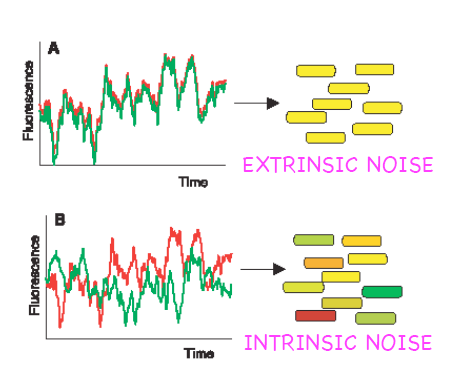 A
Fluorescence
Time
EXTRINSIC NOISE
B
Fluorescence
Time
INTRINSIC NOISE